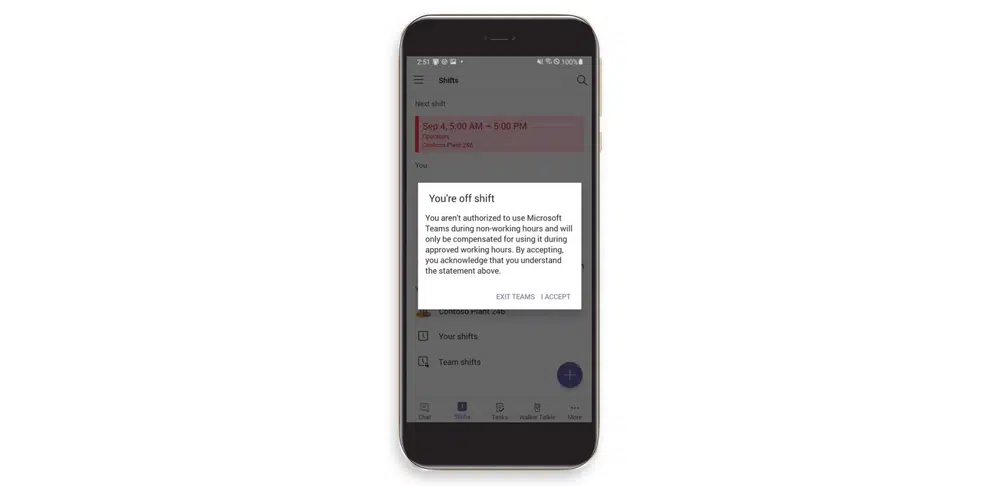 2:51
100%
Shifts
Next shift
Sep 4, 5:00 AM – 5:00 PM
Operators
Contoso Plant 246
You
You're off shift
You aren't authorized to use Microsoft
Teams during non-working hours and will
only be compensated for using it during
approved working hours. By accepting,
you acknowledge that you understand
the statement above.
EXIT TEAMS I ACCEPT
Contoso Plant 246
Your shifts
Team shifts
Chat Shifts Tasks Walkie Talkie More